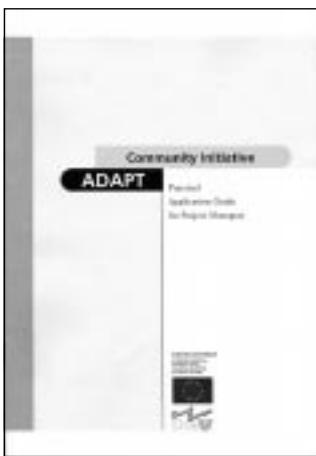 Community Initiative
ADAPT
Practical
Application Guide
for Project Managers